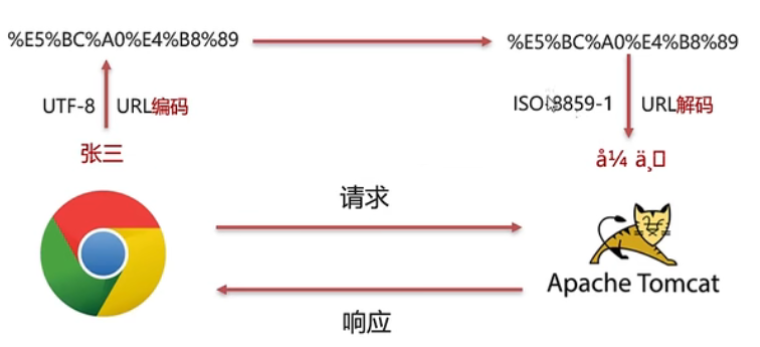 %E5%BC%A0%E4%B8%89
%E5%BC%A0%E4%B8%89
UTF-8 URL编码
ISO-8859-1 URL解码
张三
å¼ ä¸
请求
Apache Tomcat
响应